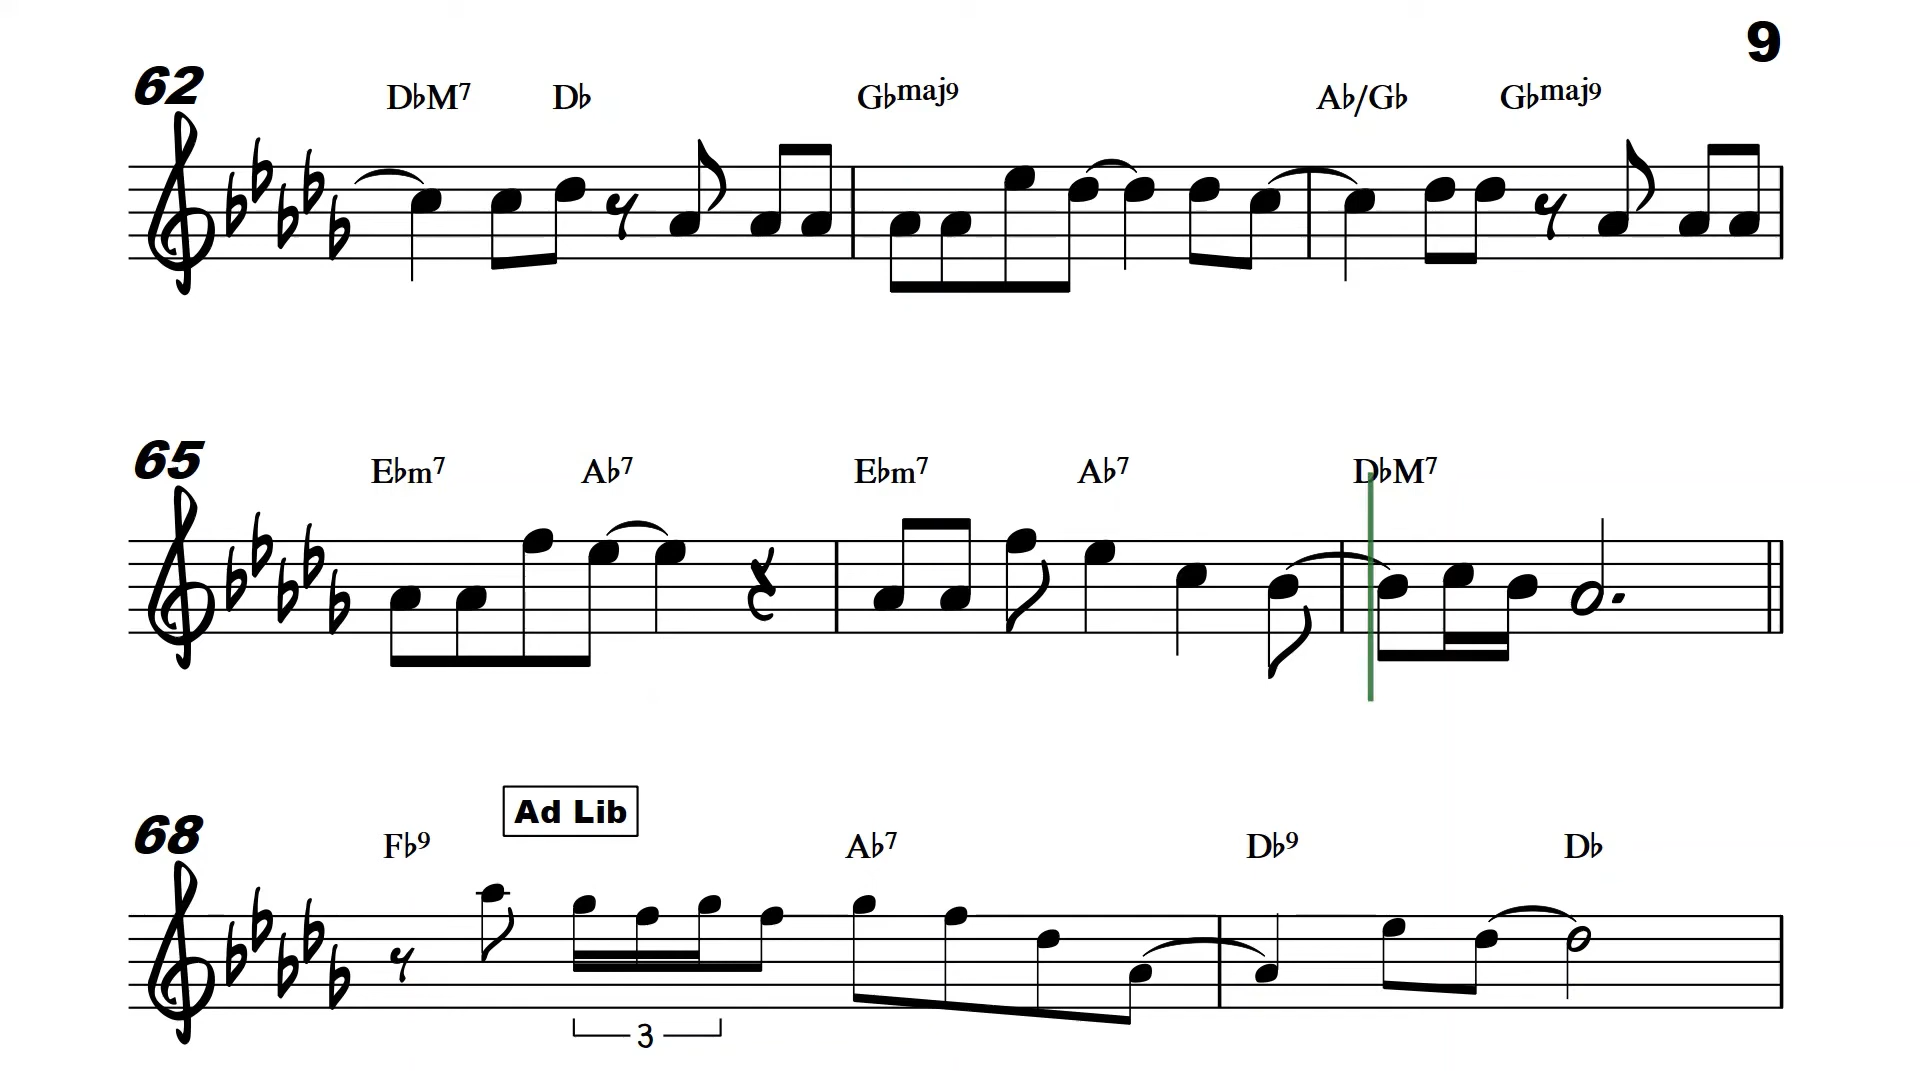 9
62 D♭M7 D♭ G♭maj9 A♭/G♭ G♭maj9
65 E♭m7 A♭7 E♭m7 A♭7 D♭M7
Ad Lib
68 F♭9 A♭7 D♭9 D♭
3